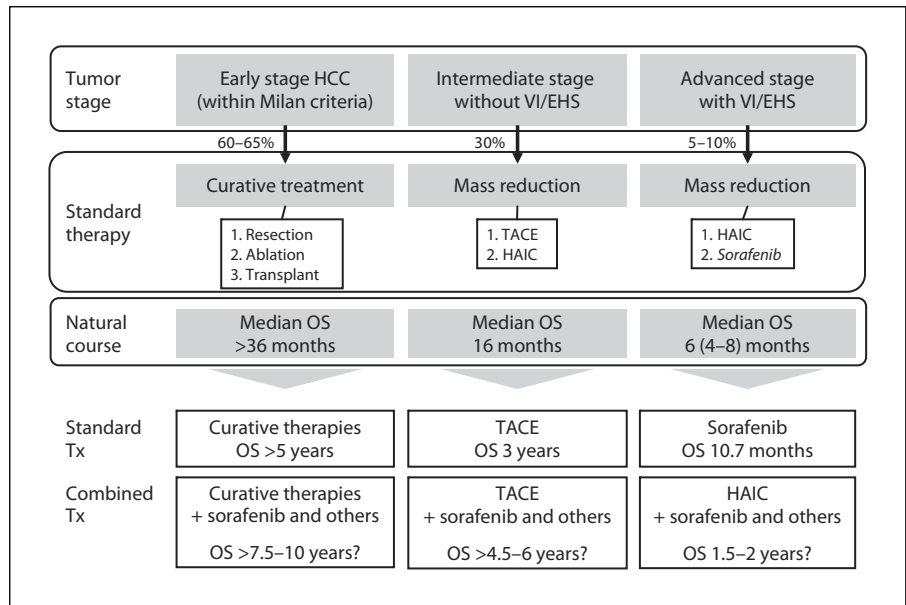 Tumor
stage
Early stage HCC
(within Milan criteria)
Intermediate stage
without VI/EHS
Advanced stage
with VI/EHS
60–65%
30%
5–10%
Standard
therapy
Curative treatment
1. Resection
2. Ablation
3. Transplant
Mass reduction
1. TACE
2. HAIC
Mass reduction
1. HAIC
2. Sorafenib
Natural
course
Median OS
>36 months
Median OS
16 months
Median OS
6 (4–8) months
Standard
Tx
Curative therapies
OS >5 years
TACE
OS 3 years
Sorafenib
OS 10.7 months
Combined
Tx
Curative therapies
+ sorafenib and others
OS >7.5–10 years?
TACE
+ sorafenib and others
OS >4.5–6 years?
HAIC
+ sorafenib and others
OS 1.5–2 years?